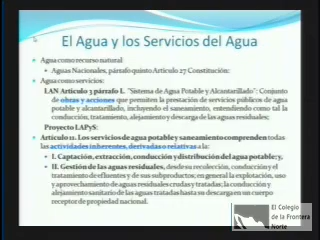 El Agua y los Servicios del Agua
Agua como recurso natural
Aguas Nacionales, párrafo quinto Artículo 27 Constitución:
Agua como servicios:
LAN Artículo 3 párrafo L. "Sistema de Agua Potable y Alcantarillado": Conjunto
de obras y acciones que permiten la prestación de servicios públicos de agua
potable y alcantarillado, incluyendo el saneamiento, entendiendo como tal la
conducción, tratamiento, alejamiento y descarga de las aguas residuales;
Proyecto LAPyS:
Artículo 11. Los servicios de agua potable y saneamiento comprenden todas
las actividades inherentes, derivadas o relativas a la:
I. Captación, extracción, conducción y distribución del agua potable; y,
II. Gestión de las aguas residuales, desde su recolección, conducción y el
tratamiento de efluentes y de sus subproductos; en general la explotación, uso
y aprovechamiento de aguas residuales crudas y tratadas; la conducción y
alejamiento sanitario de las aguas tratadas hasta su descarga en un cuerpo
receptor de propiedad nacional.
El Colegio
de la Frontera
Norte